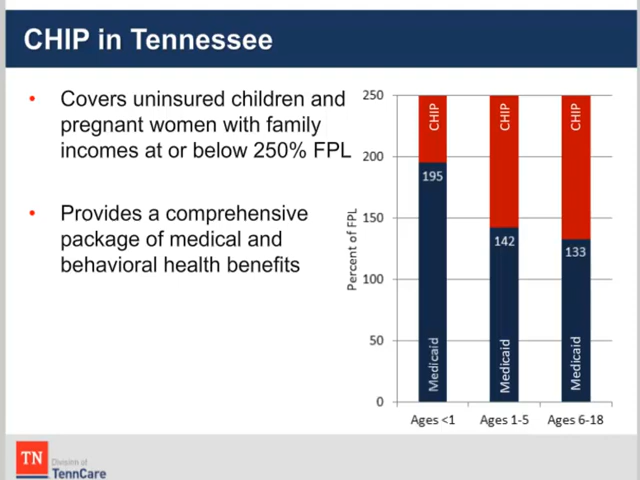 CHIP in Tennessee
• Covers uninsured children and
pregnant women with family
incomes at or below 250% FPL
• Provides a comprehensive
package of medical and
behavioral health benefits
Percent of FPL
250
200
150
100
50
0
CHIP
195
Medicaid
CHIP
142
Medicaid
CHIP
133
Medicaid
Ages <1
Ages 1-5
Ages 6-18
TN
Division of
TennCare